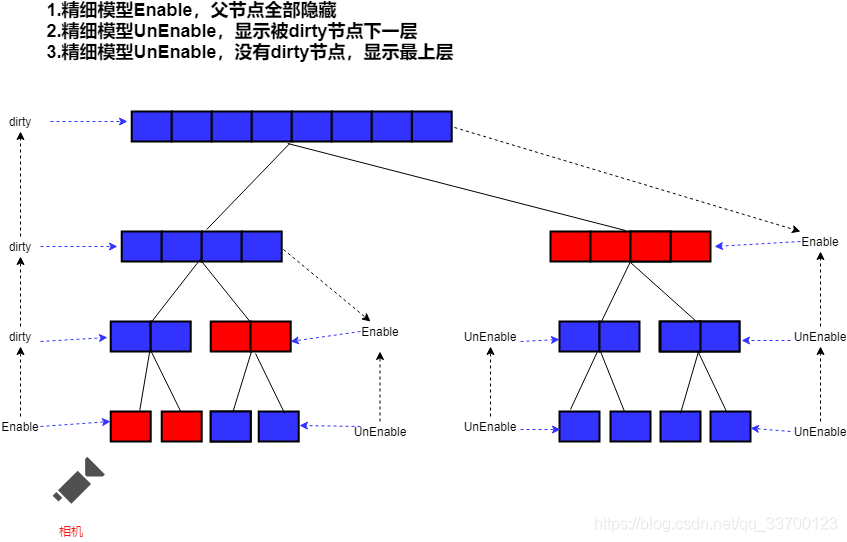 1.精细模型Enable，父节点全部隐藏
2.精细模型UnEnable，显示被dirty节点下一层
3.精细模型UnEnable，没有dirty节点，显示最上层
dirty
dirty
Enable
dirty
Enable
UnEnable
UnEnable
Enable
UnEnable
UnEnable
UnEnable
相机
https://blog.csdn.net/qq_33700123